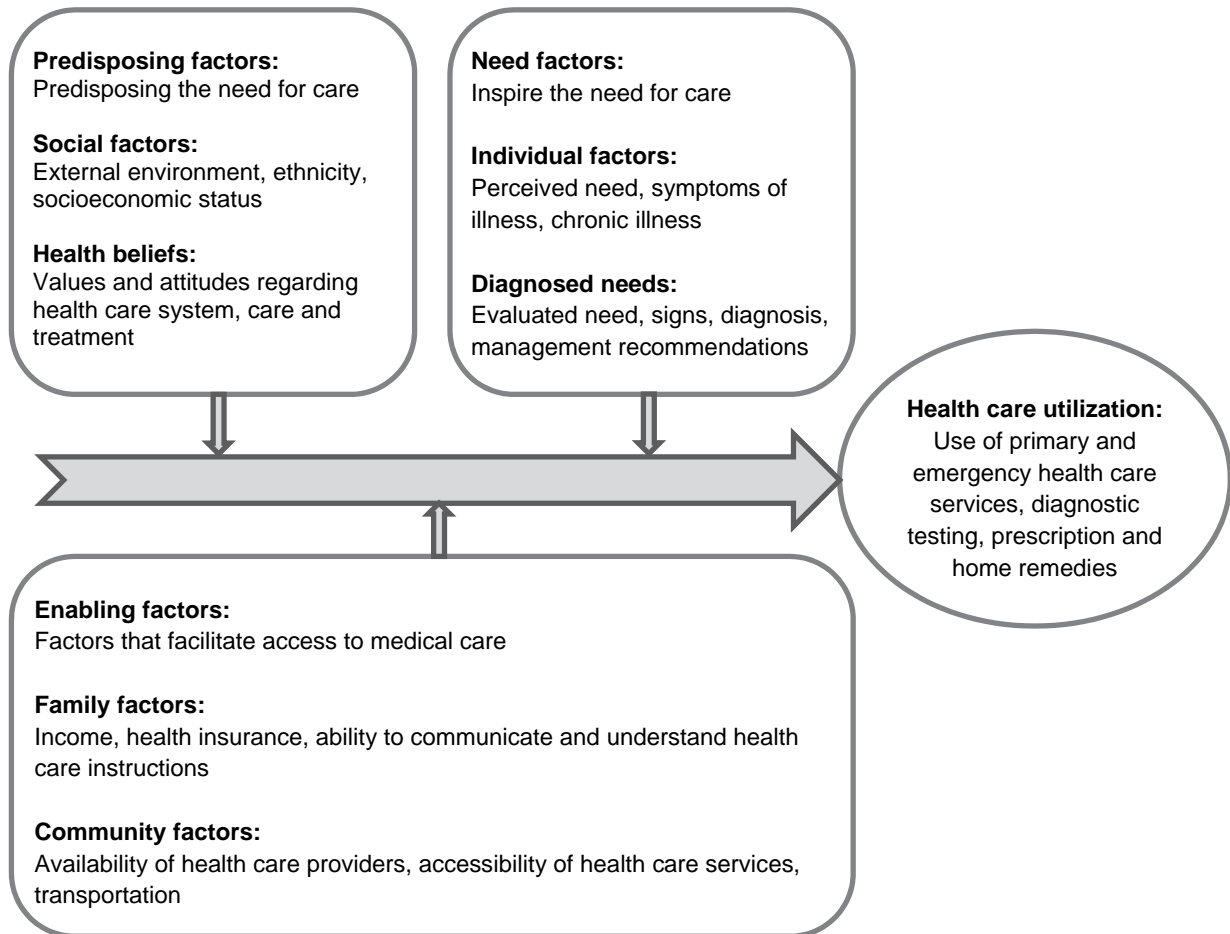 Predisposing factors:
Predisposing the need for care
Social factors:
External environment, ethnicity,
socioeconomic status
Health beliefs:
Values and attitudes regarding
health care system, care and
treatment
Need factors:
Inspire the need for care
Individual factors:
Perceived need, symptoms of
illness, chronic illness
Diagnosed needs:
Evaluated need, signs, diagnosis,
management recommendations
Health care utilization:
Use of primary and
emergency health care
services, diagnostic
testing, prescription and
home remedies
Enabling factors:
Factors that facilitate access to medical care
Family factors:
Income, health insurance, ability to communicate and understand health
care instructions
Community factors:
Availability of health care providers, accessibility of health care services,
transportation